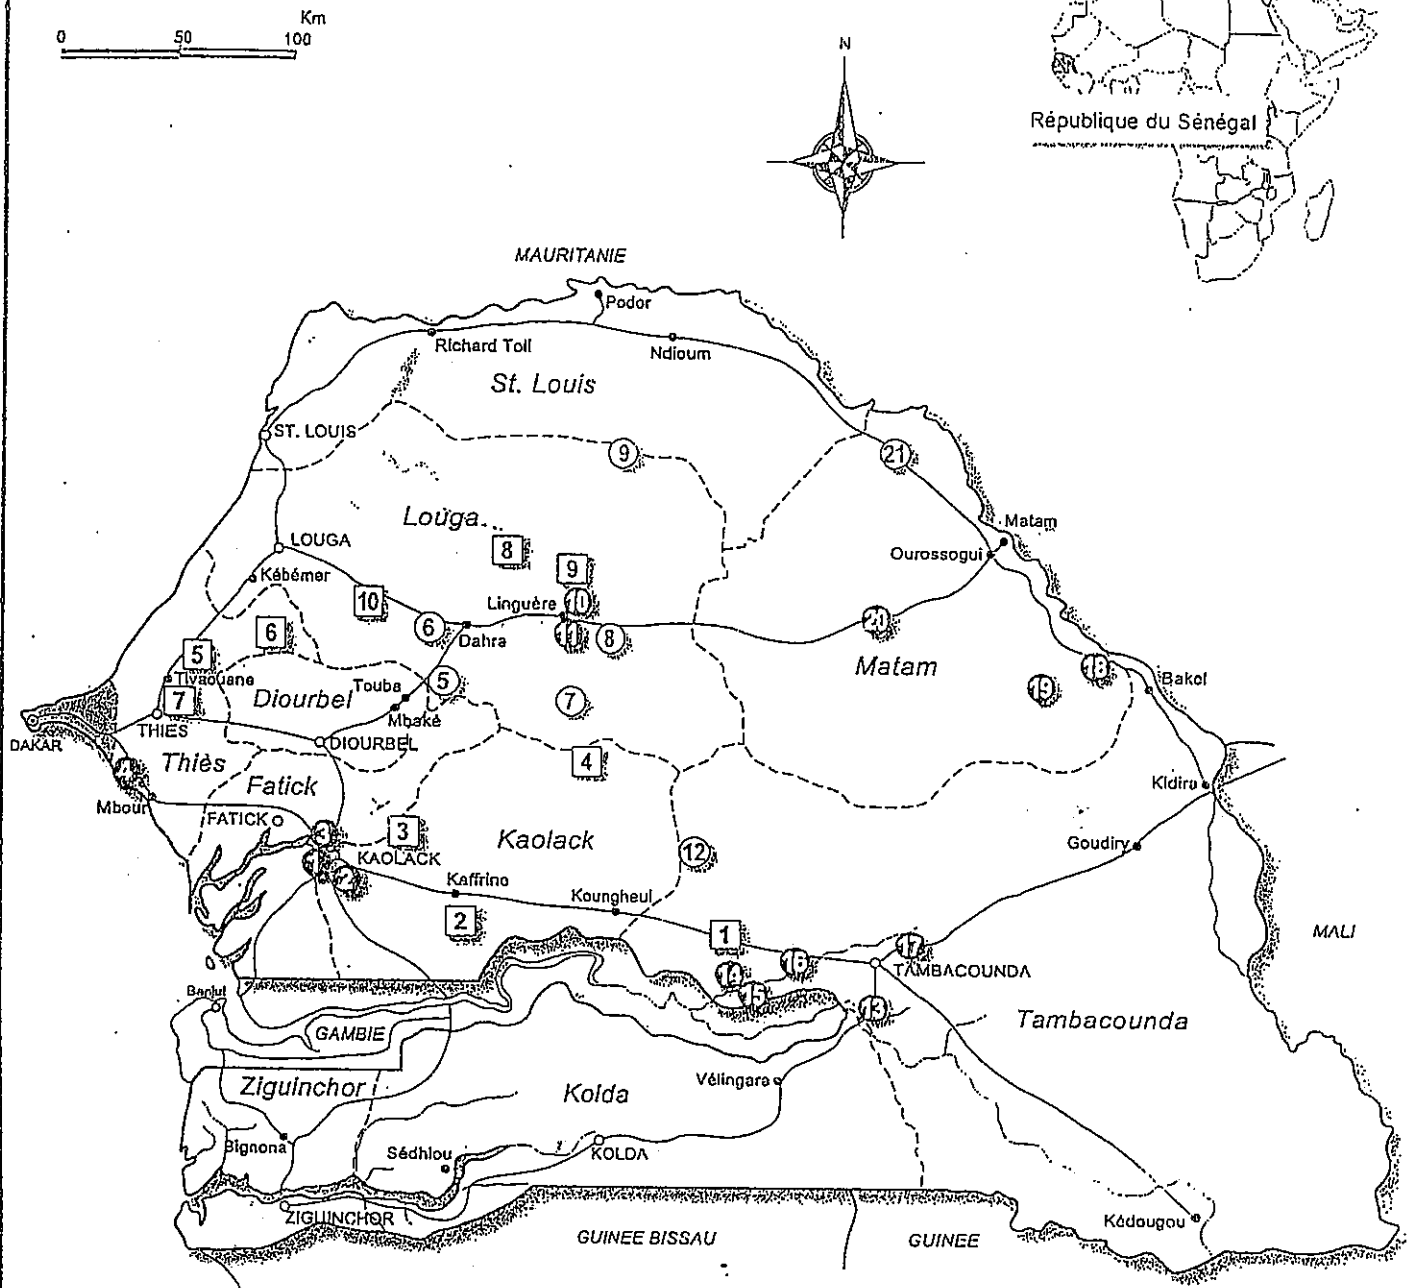 Km
0 50 100
N
République du Sénégal
MAURITANIE
Podor
Richard Toll
Ndioum
St. Louis
ST. LOUIS
9
21
Louga
Matam
LOUGA
8
Ourossogui
Kébémer
9
10
10
Linguère
6
6
Dahra
8
20
5
Matam
18
Tivaouane
Touba
5
19
Bakel
7
Diourbel
7
Mbaké
DAKAR
THIES
DIOURBEL
Thiès
4
Fatick
Kidira
Mbour
FATICK
3
3
Kaolack
Goudiry
KAOLACK
12
Kaffrine
Koungheul
2
1
MALI
17
16
TAMBACOUNDA
14
15
Banjul
13
Tambacounda
GAMBIE
Vélingara
Ziguinchor
Kolda
Bignona
Sédhiou
KOLDA
ZIGUINCHOR
Kédougou
GUINEE BISSAU
GUINEE